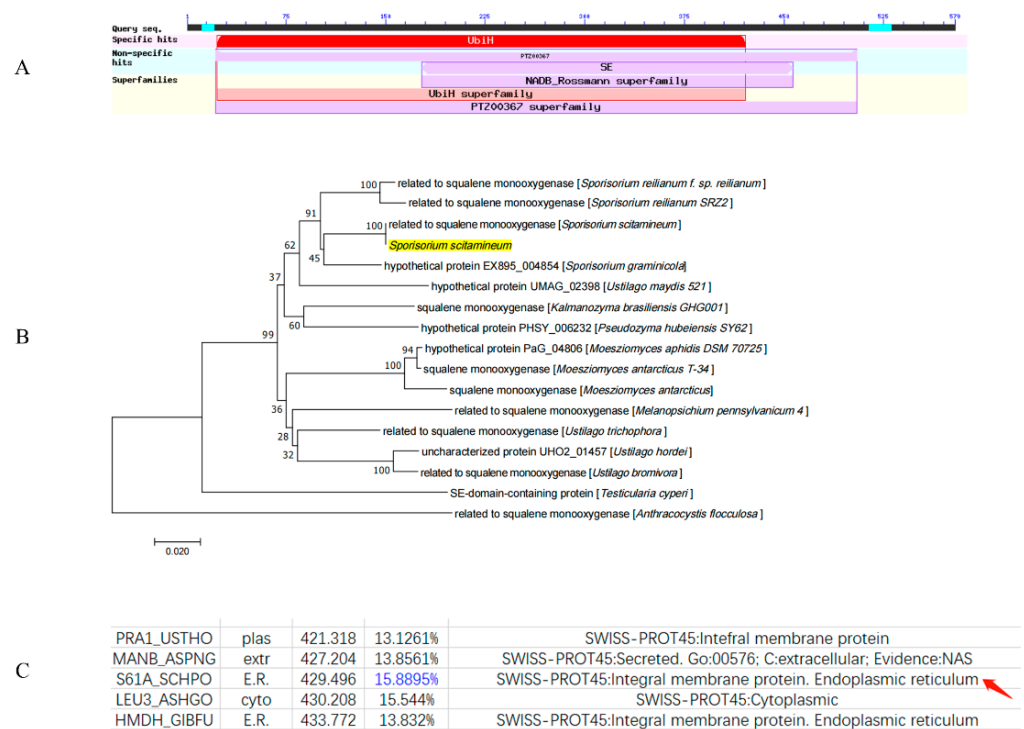 A
1 75 150 225 300 375 450 525 570
Query seq.
Specific hits
UbiH
Non-specific
hits
PTZ00367
SE
Superfamilies
NADB_Rossmann superfamily
UbiH superfamily
PTZ00367 superfamily
B
100 related to squalene monooxygenase [Sporisorium reilianum f. sp. reilianum ]
related to squalene monooxygenase [Sporisorium reilianum SRZ2 ]
91
100 related to squalene monooxygenase [Sporisorium scitamineum ]
62
Sporisorium scitamineum
45 hypothetical protein EX895_004854 [Sporisorium graminicola]
37
hypothetical protein UMAG_02398 [Ustilago maydis 521 ]
squalene monooxygenase [Kalmanozyma brasiliensis GHG001 ]
60 hypothetical protein PHSY_006232 [Pseudozyma hubeiensis SY62 ]
99
94 hypothetical protein PaG_04806 [Moesziomyces aphidis DSM 70725 ]
100 squalene monooxygenase [Moesziomyces antarcticus T-34 ]
squalene monooxygenase [Moesziomyces antarcticus]
36 related to squalene monooxygenase [Melanopsichium pennsylvanicum 4 ]
28 related to squalene monooxygenase [Ustilago trichophora ]
32 uncharacterized protein UHO2_01457 [Ustilago hordei ]
100 related to squalene monooxygenase [Ustilago bromivora ]
SE-domain-containing protein [Testicularia cyperi ]
related to squalene monooxygenase [Anthracocystis flocculosa ]
0.020
C
PRA1_USTHO plas 421.318 13.1261% SWISS-PROT45:Intefral membrane protein
MANB_ASPNG extr 427.204 13.8561% SWISS-PROT45:Secreted. Go:00576; C:extracellular; Evidence:NAS
S61A_SCHPO E.R. 429.496 15.8895% SWISS-PROT45:Integral membrane protein. Endoplasmic reticulum
LEU3_ASHGO cyto 430.208 15.544% SWISS-PROT45:Cytoplasmic
HMDH_GIBFU E.R. 433.772 13.832% SWISS-PROT45:Integral membrane protein. Endoplasmic reticulum